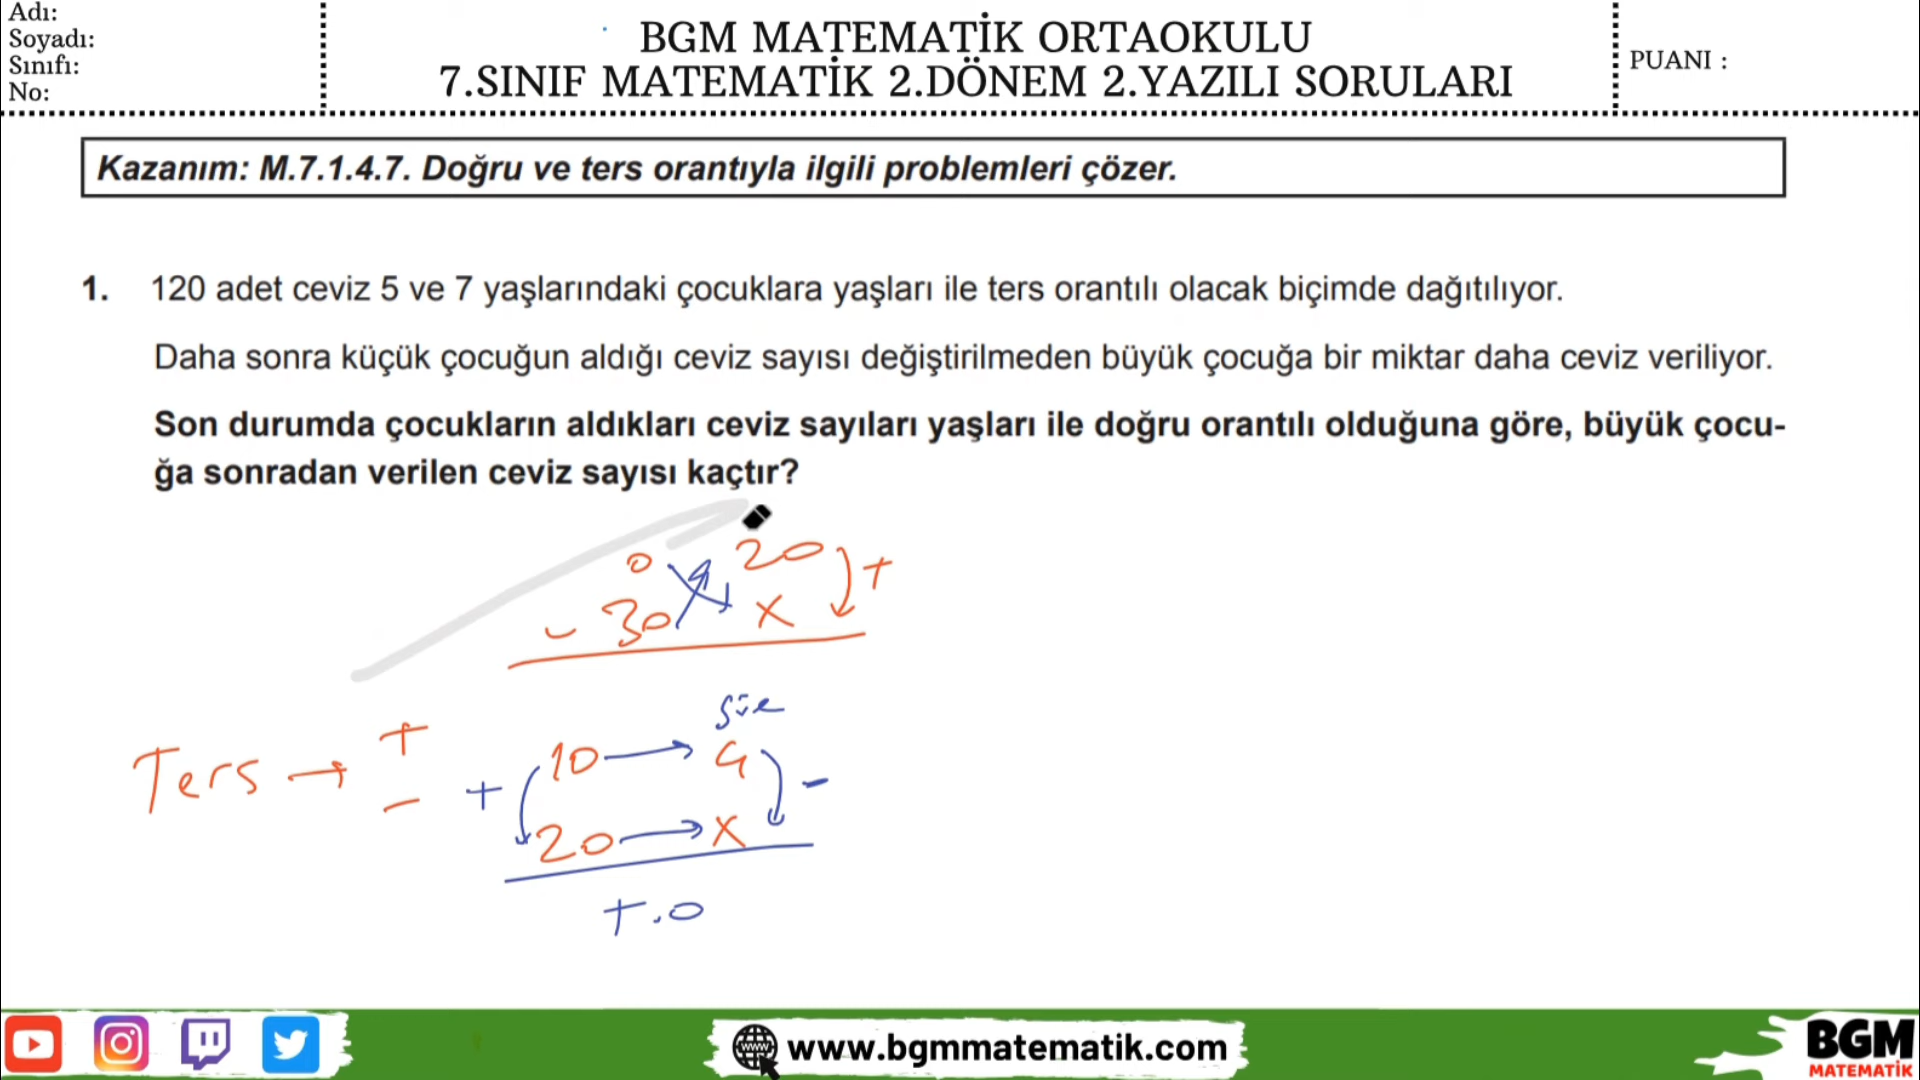 Adı:
Soyadı:
Sınıfı:
No:
BGM MATEMATİK ORTAOKULU
7.SINIF MATEMATİK 2.DÖNEM 2.YAZILI SORULARI
PUANI :
Kazanım: M.7.1.4.7. Doğru ve ters orantıyla ilgili problemleri çözer.
1. 120 adet ceviz 5 ve 7 yaşlarındaki çocuklara yaşları ile ters orantılı olacak biçimde dağıtılıyor.
Daha sonra küçük çocuğun aldığı ceviz sayısı değiştirilmeden büyük çocuğa bir miktar daha ceviz veriliyor.
Son durumda çocukların aldıkları ceviz sayıları yaşları ile doğru orantılı olduğuna göre, büyük çocu-
ğa sonradan verilen ceviz sayısı kaçtır?
0 20 +
- 30 x
süre
Ters → + -
+ 10 → 4 -
20 → x
T.O
www.bgmmatematik.com
BGM
MATEMATİK